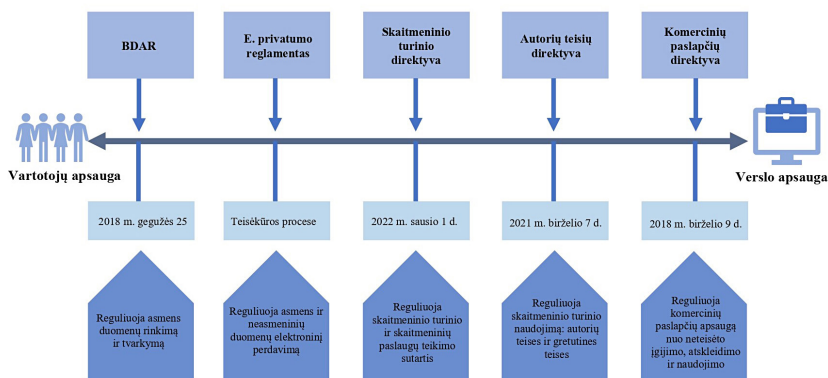 BDAR
E. privatumo
reglamentas
Skaitmeninio
turinio
direktyva
Autorių teisių
direktyva
Komercinių
paslapčių
direktyva
Vartotojų apsauga
Verslo apsauga
2018 m. gegužės 25
Teisėkūros procese
2022 m. sausio 1 d.
2021 m. birželio 7 d.
2018 m. birželio 9 d.
Reguliuoja asmens
duomenų rinkimą
ir tvarkymą
Reguliuoja asmens ir
neasmeninių
duomenų elektroninį
perdavimą
Reguliuoja
skaitmeninio turinio
ir skaitmeninių
paslaugų teikimo
sutartis
Reguliuoja
skaitmeninio turinio
naudojimą: autorių
teises ir gretutines
teises
Reguliuoja
komercinių
paslapčių apsaugą
nuo neteisėto
įgijimo, atskleidimo
ir naudojimo